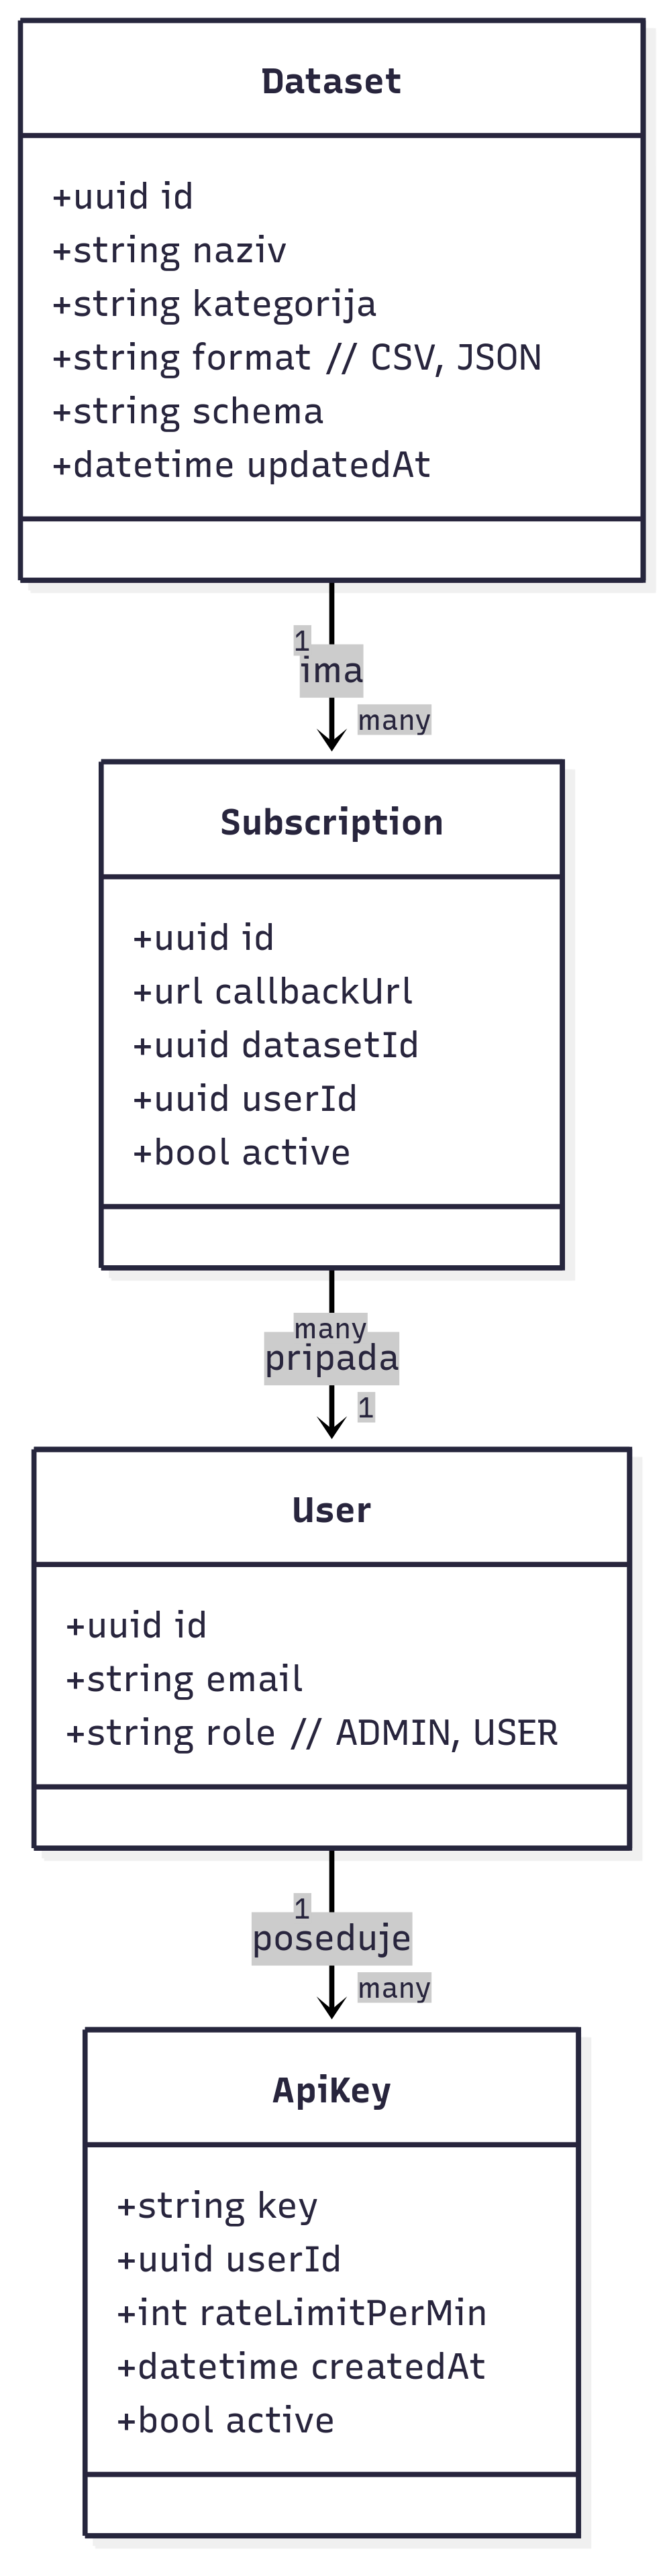 Dataset
+uuid id
+string naziv
+string kategorija
+string format // CSV, JSON
+string schema
+datetime updatedAt
1
ima
many
Subscription
+uuid id
+url callbackUrl
+uuid datasetId
+uuid userId
+bool active
many
pripada
1
User
+uuid id
+string email
+string role // ADMIN, USER
1
poseduje
many
ApiKey
+string key
+uuid userId
+int rateLimitPerMin
+datetime createdAt
+bool active